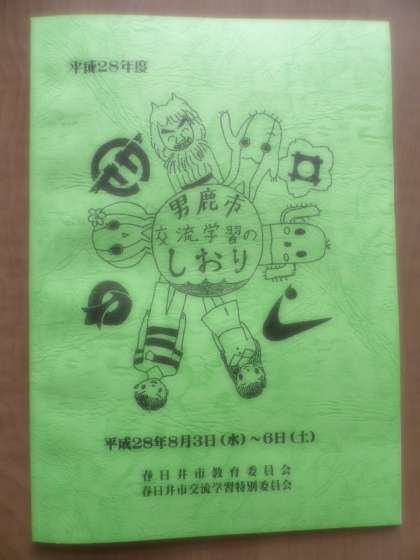 平成28年度
男鹿市
交流学習の
しおり
平成28年8月3日(水)～6日(土)
春日井市教育委員会
春日井市交流学習特別委員会